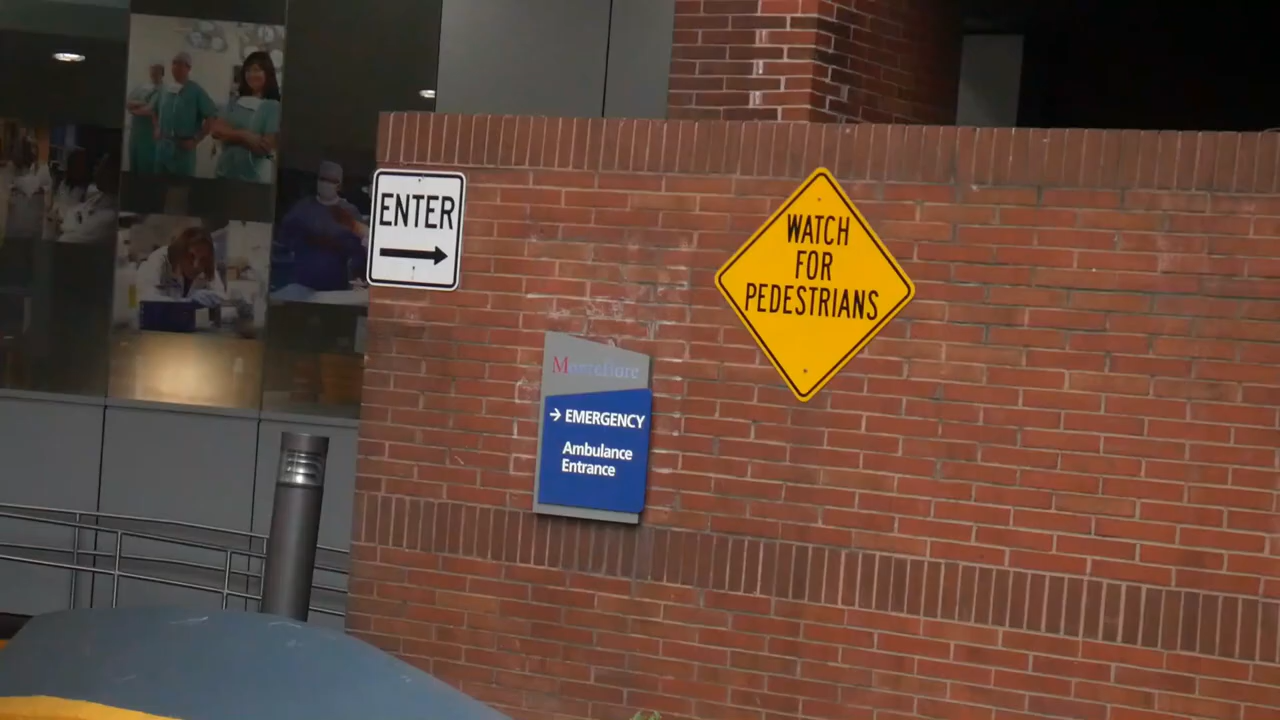 ENTER
WATCH
FOR
PEDESTRIANS
Montefiore
→ EMERGENCY
Ambulance
Entrance